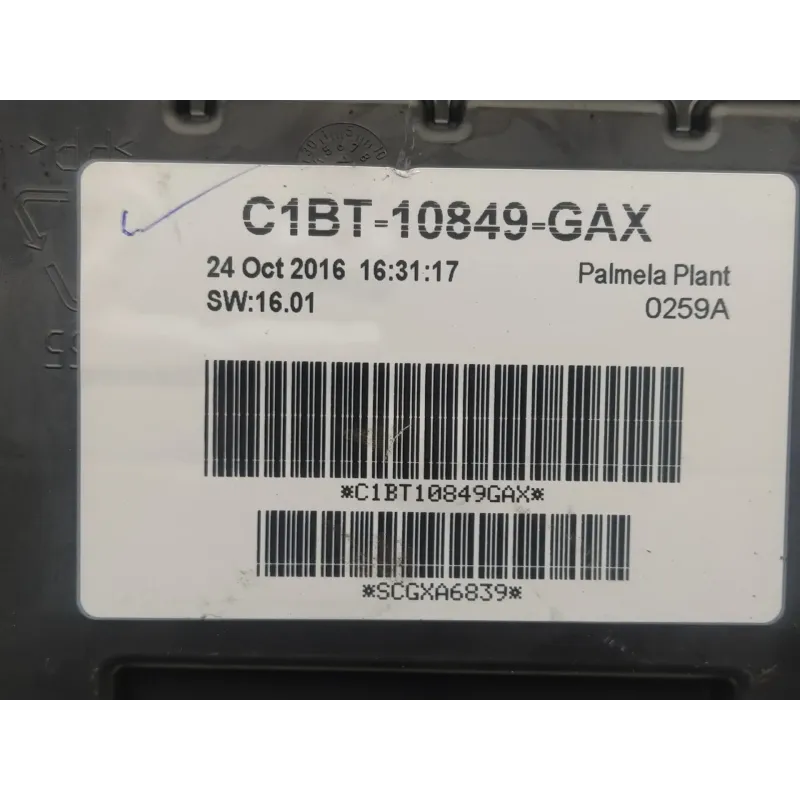 C1BT-10849-GAX
24 Oct 2016 16:31:17 Palmela Plant
SW:16.01 0259A
*C1BT10849GAX*
*SCGXA6839*